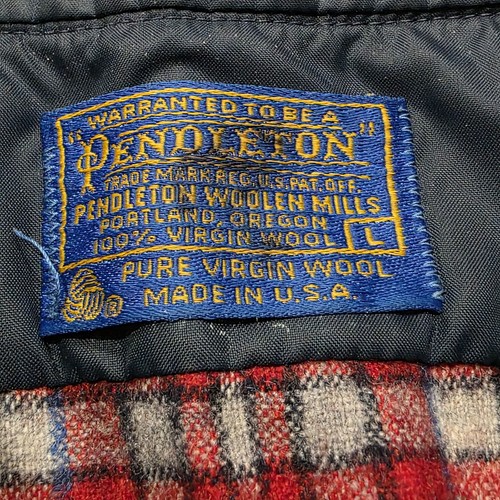 WARRANTED TO BE A
"PENDLETON"
TRADE MARK REG. U.S. PAT. OFF.
PENDLETON WOOLEN MILLS
PORTLAND, OREGON
100% VIRGIN WOOL L
PURE VIRGIN WOOL
® MADE IN U.S.A.